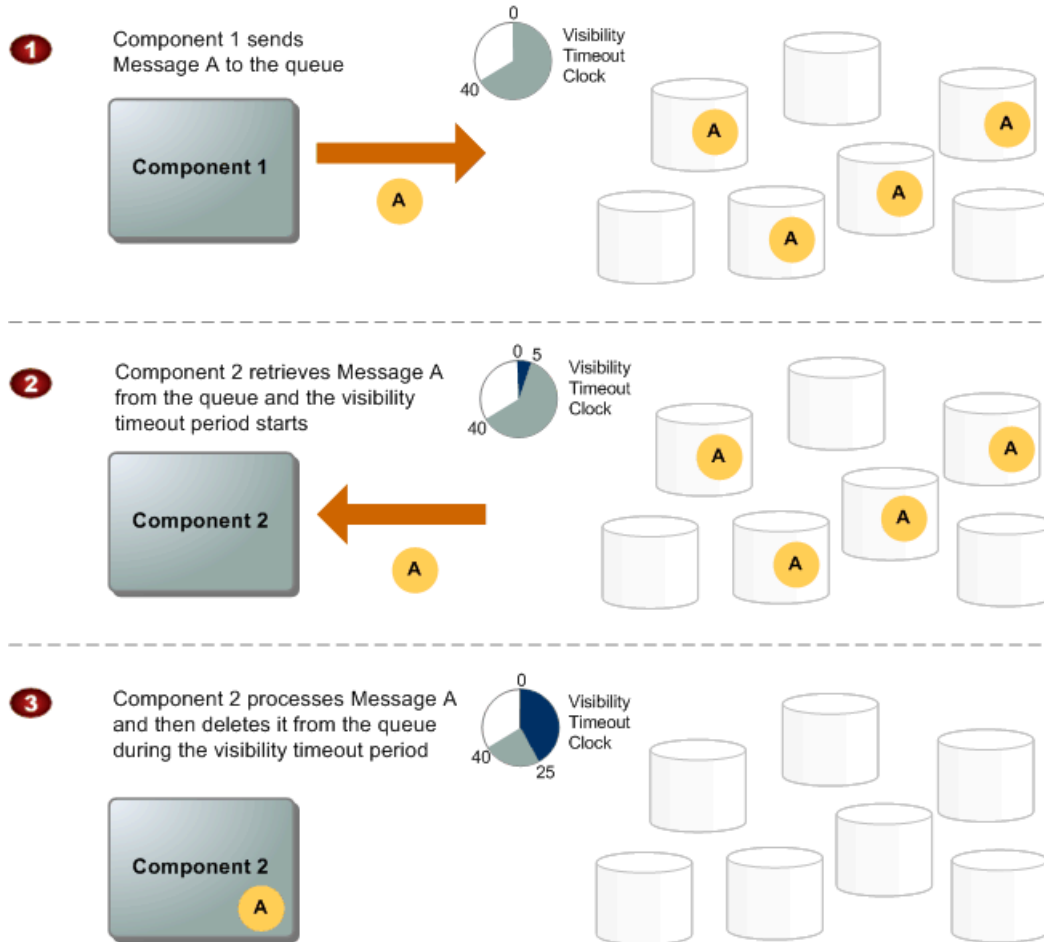 1
Component 1 sends
Message A to the queue
0
40
Visibility
Timeout
Clock
Component 1
A
A
A
A
A
2
Component 2 retrieves Message A
from the queue and the visibility
timeout period starts
0 5
40
Visibility
Timeout
Clock
Component 2
A
A
A
A
A
3
Component 2 processes Message A
and then deletes it from the queue
during the visibility timeout period
0
40
25
Visibility
Timeout
Clock
Component 2
A